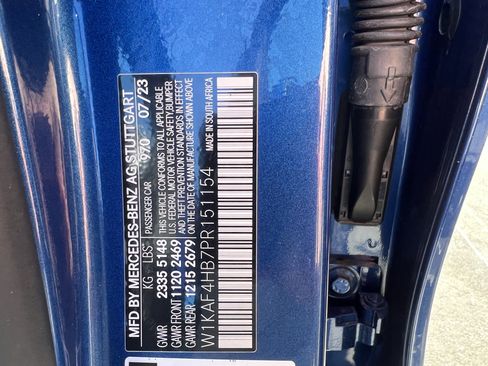 MFD BY MERCEDES-BENZ AG STUTTGART
PASSENGER CAR 970 07/23
KG LBS
GVWR 2335 5148
GAWR FRONT 1120 2469
GAWR REAR 1215 2679
THIS VEHICLE CONFORMS TO ALL APPLICABLE
U.S. FEDERAL MOTOR VEHICLE SAFETY,BUMPER
AND THEFT PREVENTION STANDARDS IN EFFECT
ON THE DATE OF MANUFACTURE SHOWN ABOVE
MADE IN SOUTH AFRICA
W1KAF4HB7PR151154